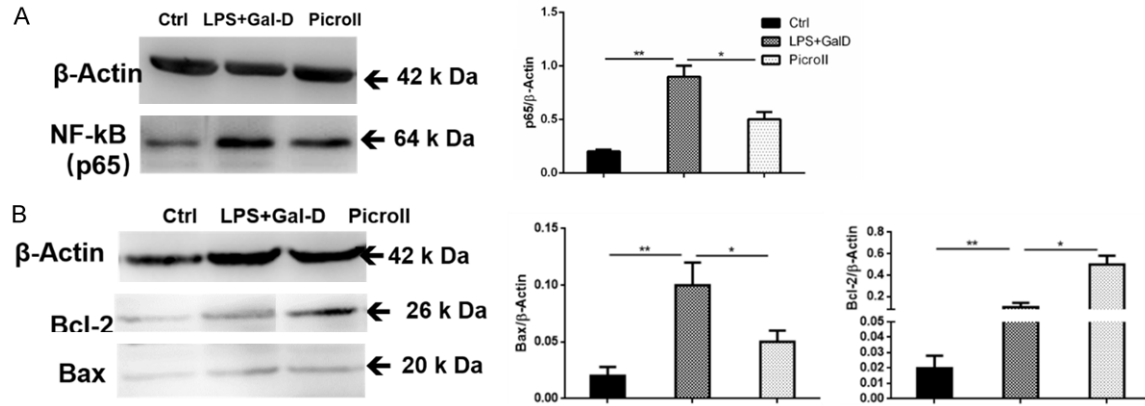 A
Ctrl LPS+Gal-D PicroII
β-Actin
42 k Da
NF-kB
(p65)
64 k Da
1.5
1.0
0.5
0.0
p65/β-Actin
** *
Ctrl
LPS+GalD
PicroII
B
Ctrl LPS+Gal-D PicroII
β-Actin
42 k Da
Bcl-2
26 k Da
Bax
20 k Da
0.15
0.10
0.05
0.00
Bax/β-Actin
** *
0.8
0.6
0.4
0.2
0.05
0.04
0.03
0.02
0.01
0.00
Bcl-2/β-Actin
** *